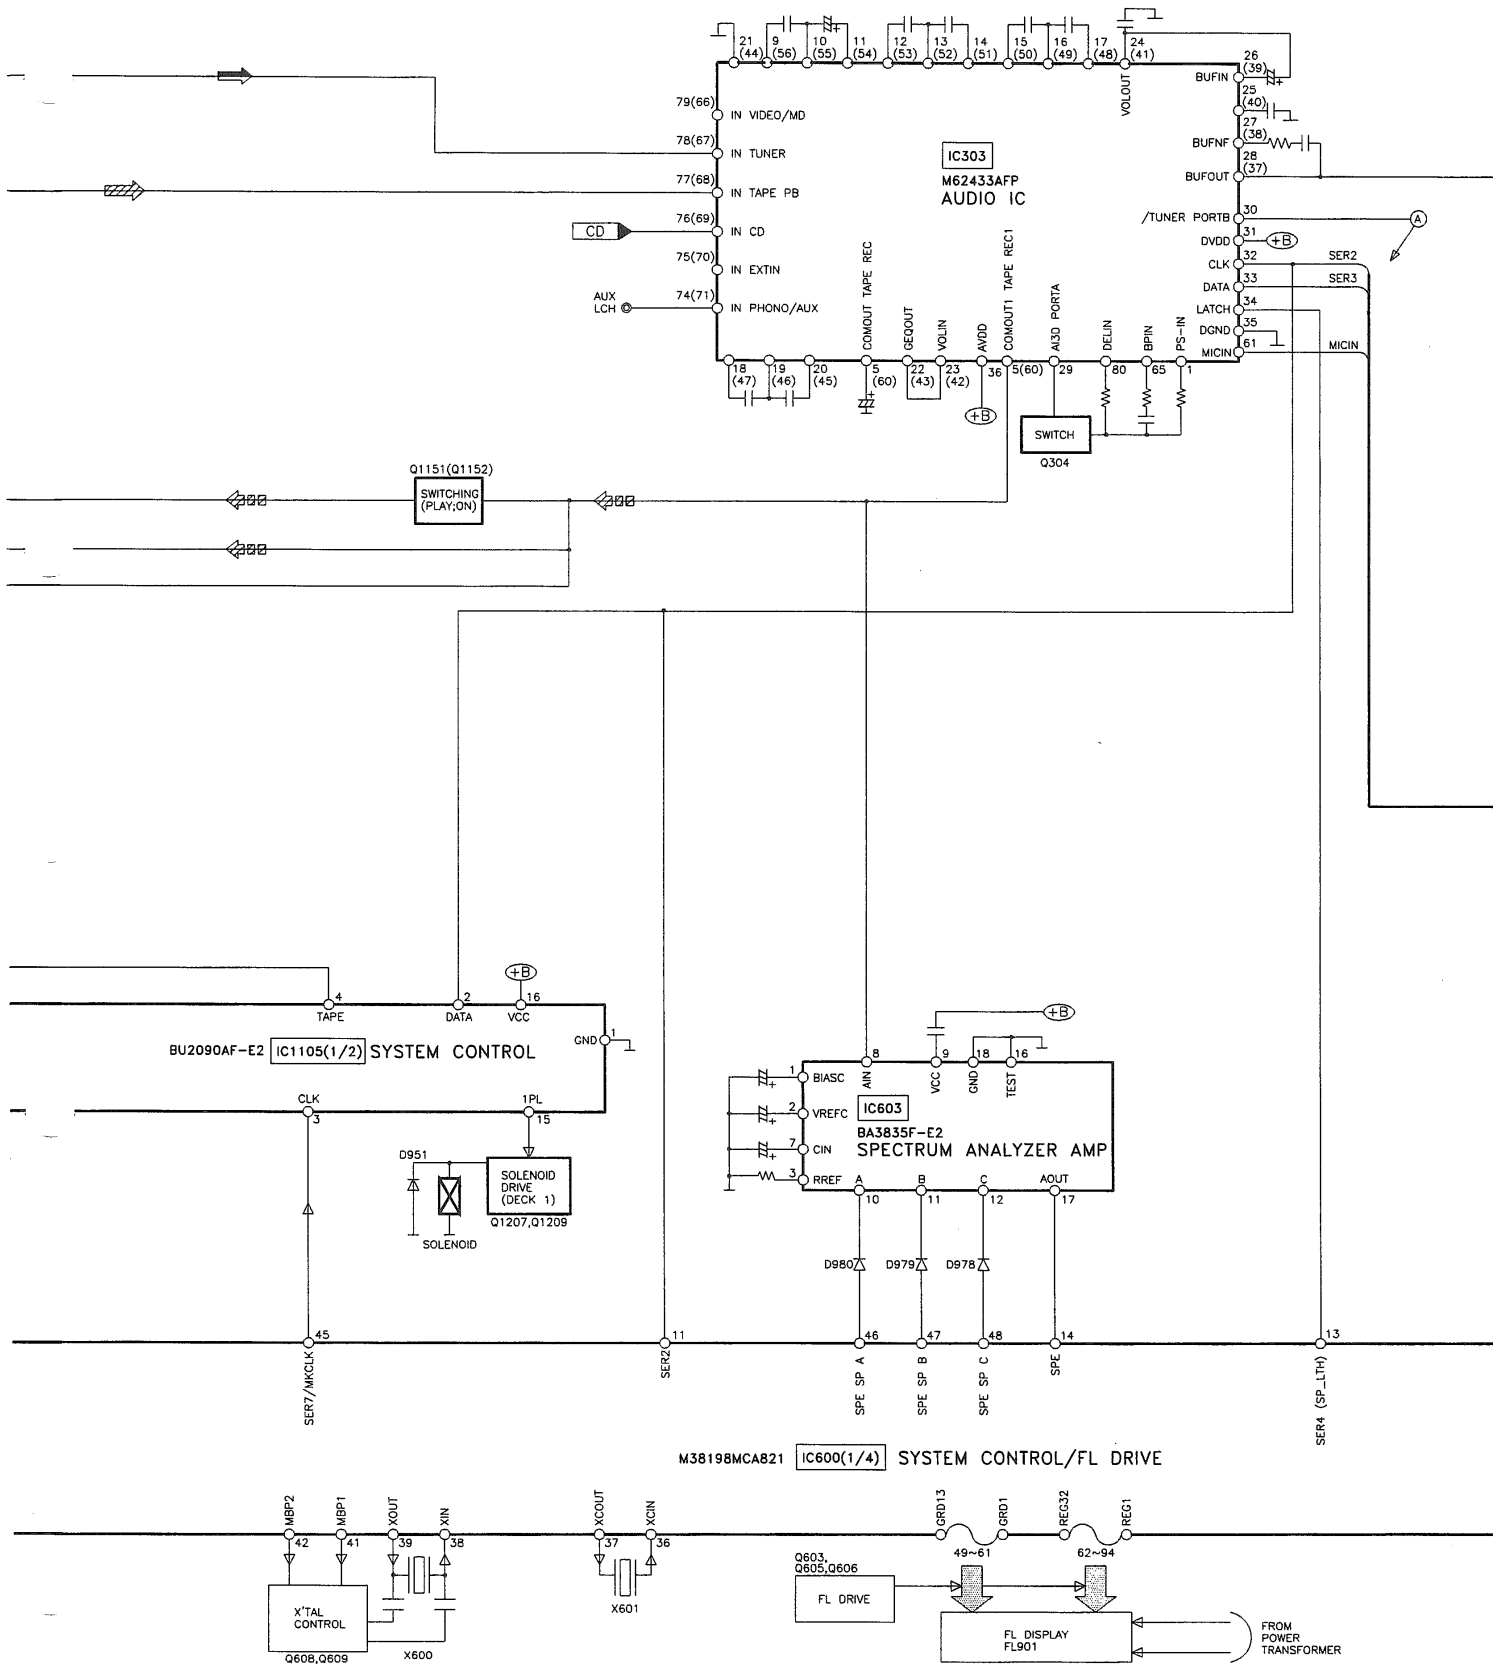 21 9 10 11 12 13 14 15 16 17 24
(44) (56) (55) (54) (53) (52) (51) (50) (49) (48) (41)
VOLOUT
26
(39)
BUFIN
25
(40)
27
(38)
BUFNF
28
(37)
BUFOUT
/TUNER PORTB 30
A
DVDD 31
+B
CLK 32 SER2
DATA 33 SER3
LATCH 34
DGND 35
MICIN 61 MICIN
79(66) IN VIDEO/MD
78(67) IN TUNER
77(68) IN TAPE PB
CD
76(69) IN CD
75(70) IN EXTIN
AUX
LCH
74(71) IN PHONO/AUX
IC303
M62433AFP
AUDIO IC
COMOUT TAPE REC
GEQOUT
VOLIN
AVDD
COMOUT1 TAPE REC1
AI3D PORTA
DELIN
BPIN
PS-IN
18 19 20 5 22 23 36 5(60) 29 80 65 1
(47) (46) (45) (60) (43) (42)
+B
SWITCH
Q304
Q1151(Q1152)
SWITCHING
(PLAY;ON)
+B
4 2 16
TAPE DATA VCC
GND 1
BU2090AF-E2 IC1105(1/2) SYSTEM CONTROL
CLK 1PL
3 15
D951
SOLENOID
DRIVE
(DECK 1)
Q1207,Q1209
SOLENOID
+B
8 9 18 16
AIN
VCC
GND
TEST
1 BIASC
2 VREFC
7 CIN
3 RREF
IC603
BA3835F-E2
SPECTRUM ANALYZER AMP
A B C AOUT
10 11 12 17
D980 D979 D978
45 11 46 47 48 14 13
SER7/MKCLK
SER2
SPE SP A
SPE SP B
SPE SP C
SPE
SER4 (SP_LTH)
M38198MCA821 IC600(1/4) SYSTEM CONTROL/FL DRIVE
MBP2
MBP1
XOUT
XIN
XCOUT
XCIN
GRD13
GRD1
REG32
REG1
42 41 39 38 37 36 49~61 62~94
X'TAL
CONTROL
Q608,Q609
X600
X601
Q603,
Q605,Q606
FL DRIVE
FL DISPLAY
FL901
FROM
POWER
TRANSFORMER